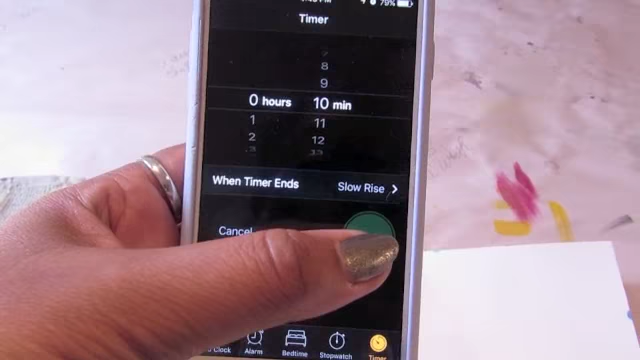 79%
Timer
8
9
0 hours 10 min
1 11
2 12
When Timer Ends Slow Rise
Cancel
Clock Alarm Bedtime Stopwatch Timer